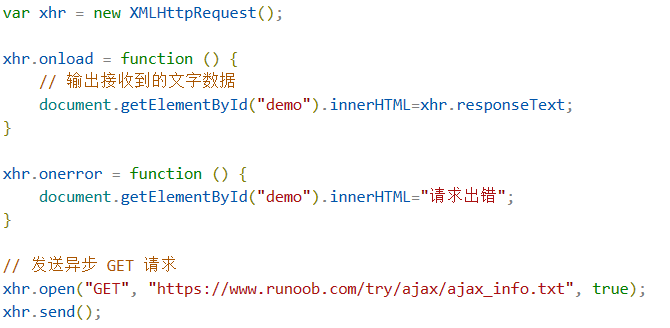 var xhr = new XMLHttpRequest();
xhr.onload = function () {
// 输出接收到的文字数据
document.getElementById("demo").innerHTML=xhr.responseText;
}
xhr.onerror = function () {
document.getElementById("demo").innerHTML="请求出错";
}
// 发送异步 GET 请求
xhr.open("GET", "https://www.runoob.com/try/ajax/ajax_info.txt", true);
xhr.send();